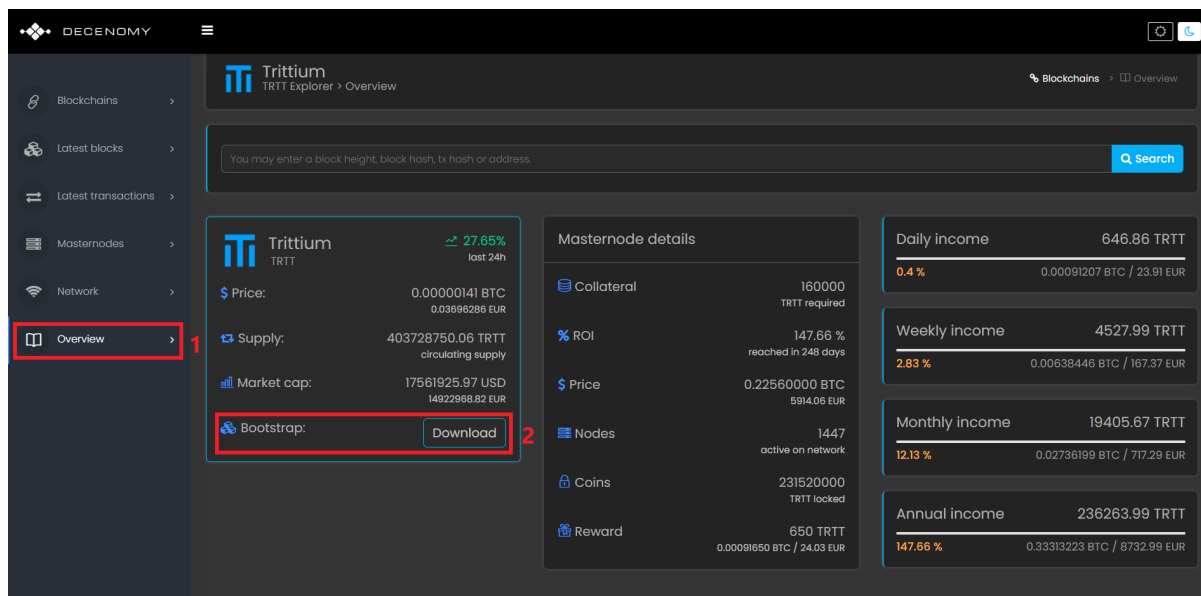 DECENOMY
Blockchains
Latest blocks
Latest transactions
Masternodes
Network
Overview
1
Trittium
TRTT Explorer > Overview
Blockchains > Overview
You may enter a block height, block hash, tx hash or address.
Search
Trittium
TRTT
27.65%
last 24h
Price:
0.00000141 BTC
0.03696286 EUR
Supply:
403728750.06 TRTT
circulating supply
Market cap:
17561925.97 USD
14922968.82 EUR
Bootstrap:
Download
2
Masternode details
Collateral
160000
TRTT required
ROI
147.66 %
reached in 248 days
Price
0.22560000 BTC
5914.06 EUR
Nodes
1447
active on network
Coins
231520000
TRTT locked
Reward
650 TRTT
0.00091650 BTC / 24.03 EUR
Daily income
646.86 TRTT
0.4 %
0.00091207 BTC / 23.91 EUR
Weekly income
4527.99 TRTT
2.83 %
0.00638446 BTC / 167.37 EUR
Monthly income
19405.67 TRTT
12.13 %
0.02736199 BTC / 717.29 EUR
Annual income
236263.99 TRTT
147.66 %
0.33313223 BTC / 8732.99 EUR